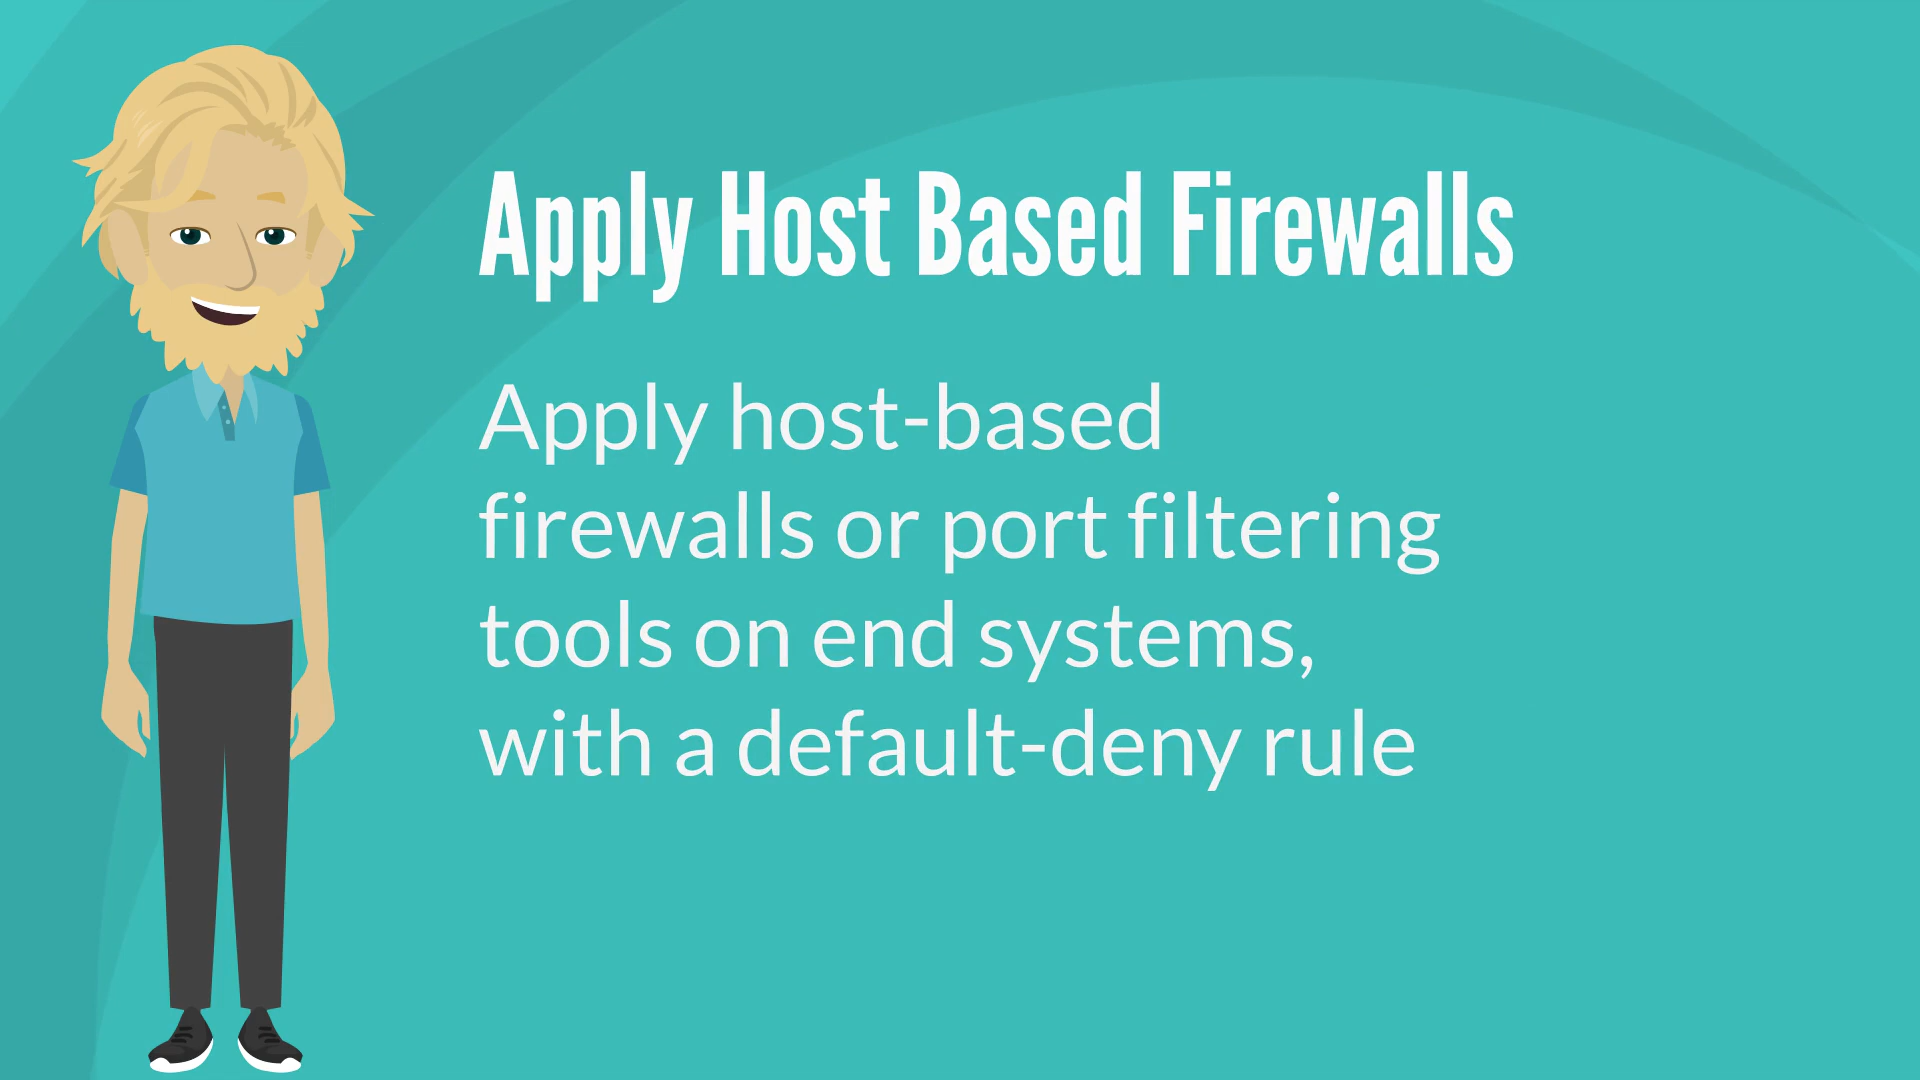 Apply Host Based Firewalls
Apply host-based
firewalls or port filtering
tools on end systems,
with a default-deny rule